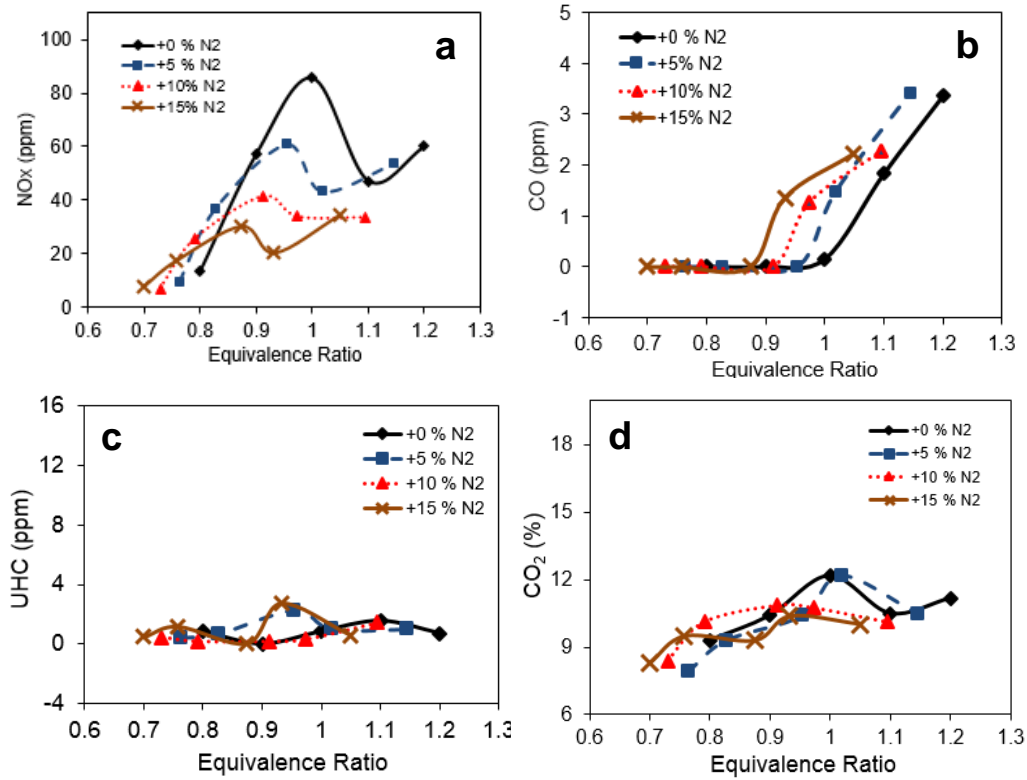 a
NOx (ppm)
100
80
60
40
20
0
+0 % N2
+5 % N2
+10% N2
+15% N2
0.6 0.7 0.8 0.9 1 1.1 1.2 1.3
Equivalence Ratio
b
CO (ppm)
5
4
3
2
1
0
-1
+0 % N2
+5% N2
+10% N2
+15% N2
0.6 0.7 0.8 0.9 1 1.1 1.2 1.3
Equivalence Ratio
c
UHC (ppm)
16
12
8
4
0
-4
+0 % N2
+5 % N2
+10 % N2
+15 % N2
0.6 0.7 0.8 0.9 1 1.1 1.2 1.3
Equivalence Ratio
d
CO2 (%)
18
15
12
9
6
+0 % N2
+5 % N2
+10 % N2
+15 % N2
0.6 0.7 0.8 0.9 1 1.1 1.2 1.3
Equivalence Ratio